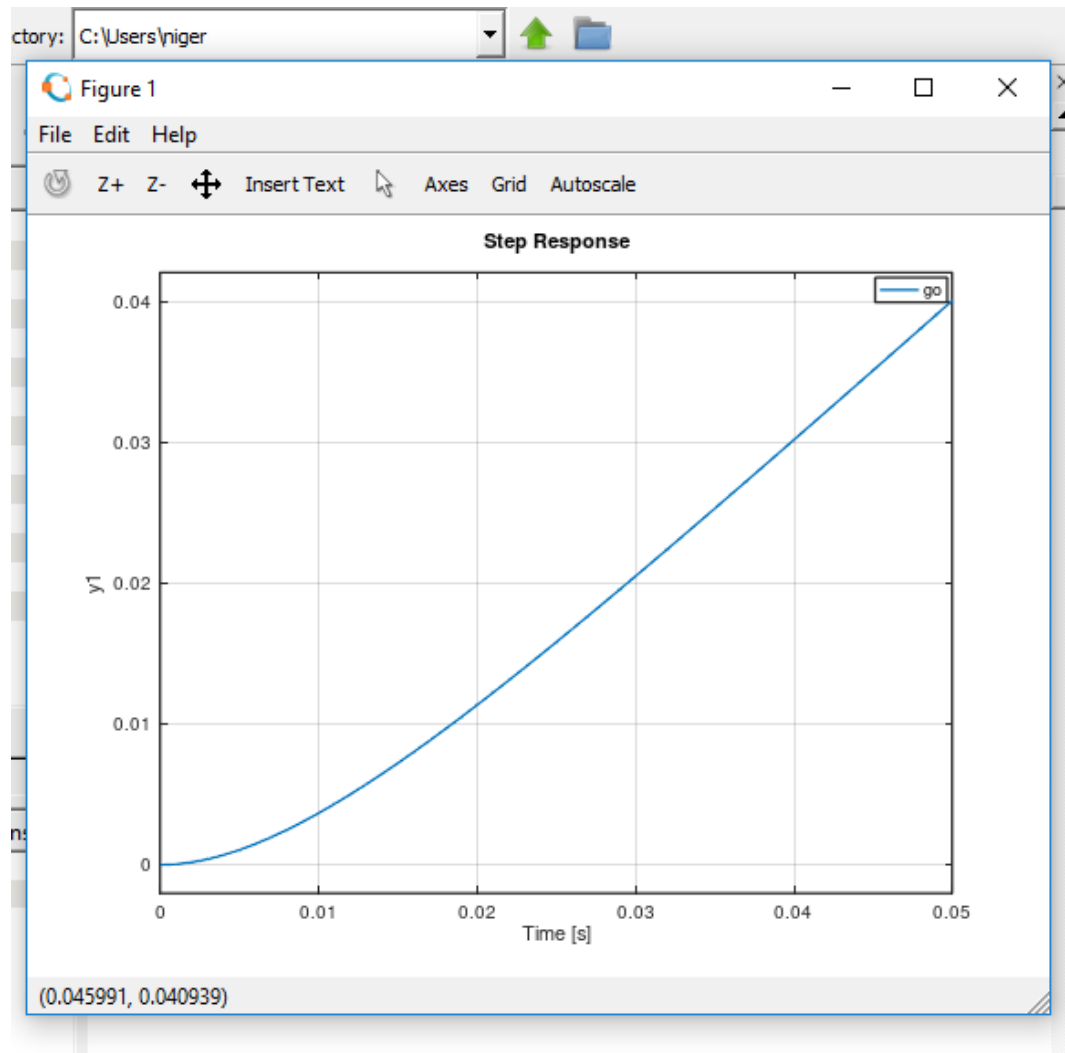 ctory: C:\Users\niger
Figure 1
File Edit Help
Z+ Z- Insert Text Axes Grid Autoscale
Step Response
go
0.04
0.03
y1
0.02
0.01
0
0 0.01 0.02 0.03 0.04 0.05
Time [s]
(0.045991, 0.040939)